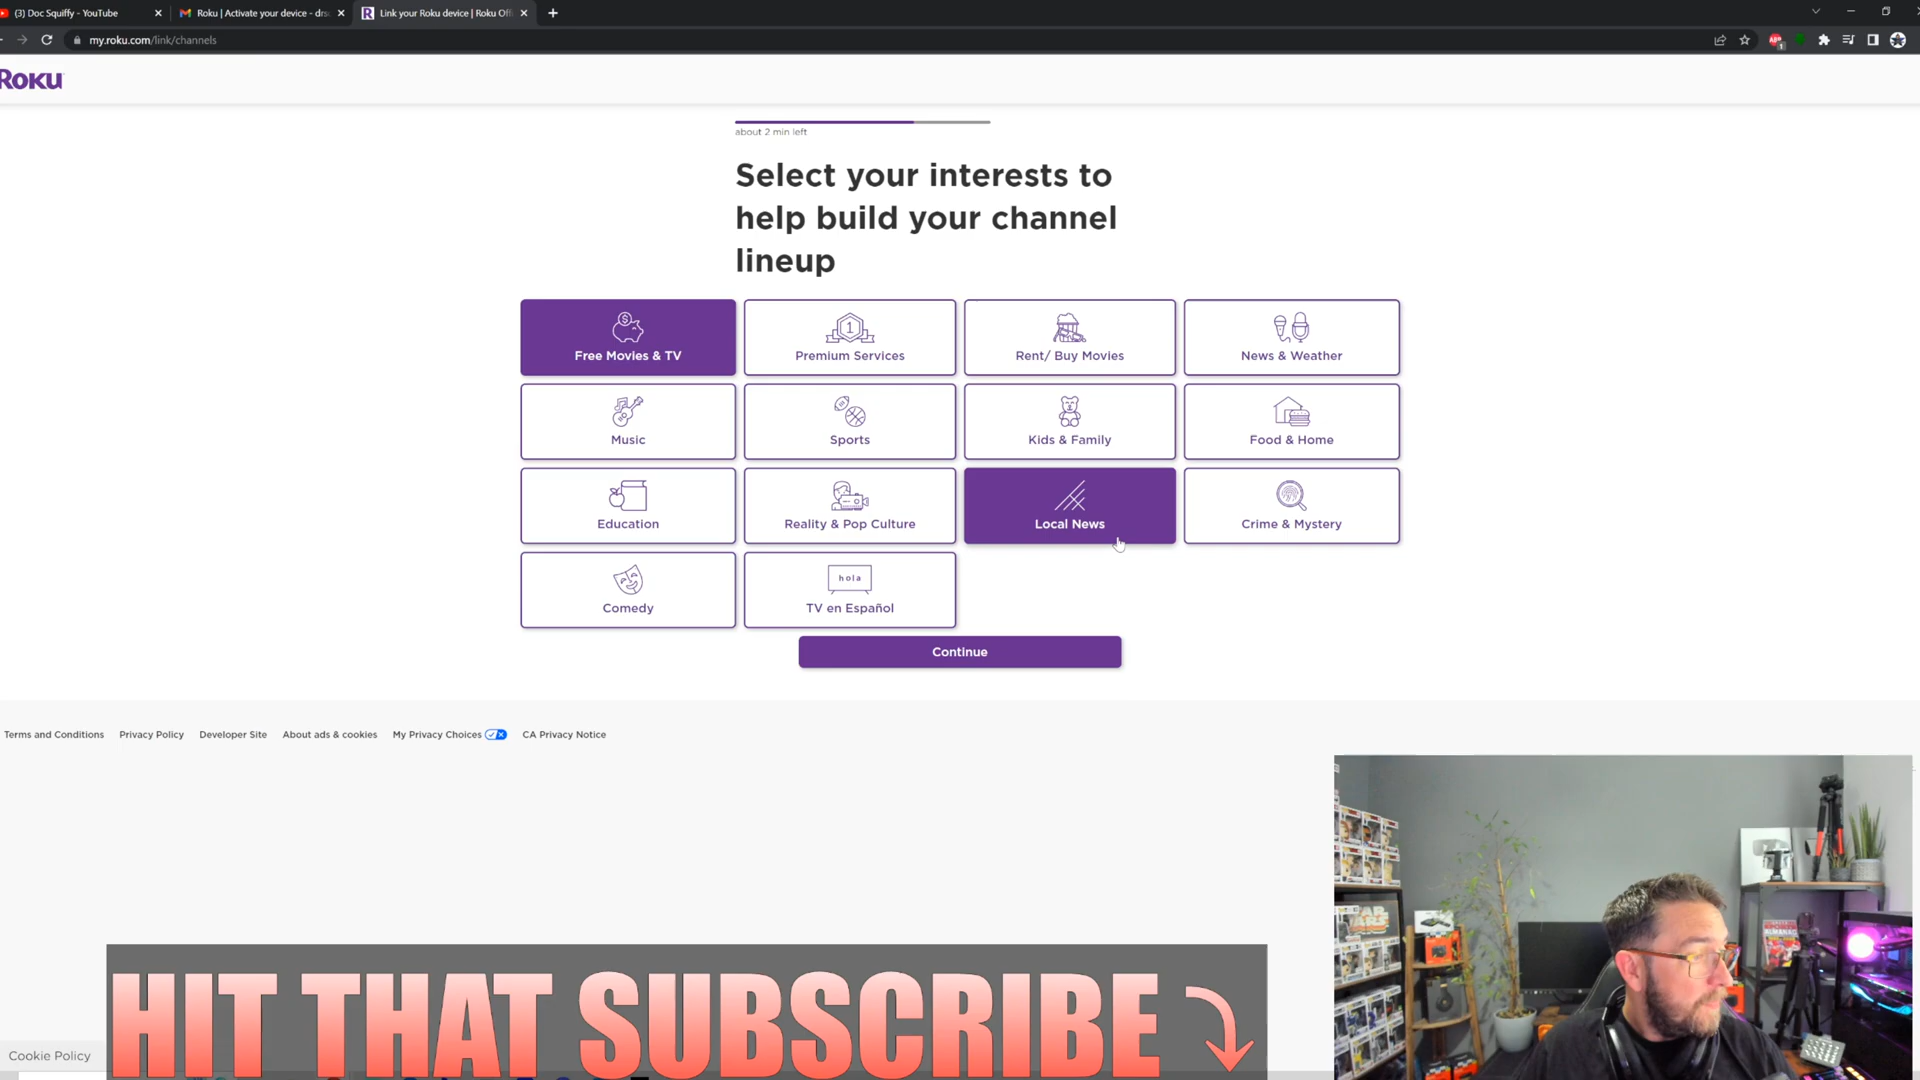 (3) Doc Squiffy - YouTube
Roku | Activate your device - drs
Link your Roku device | Roku Offi
my.roku.com/link/channels
ROKU
about 2 min left
Select your interests to
help build your channel
lineup
Free Movies & TV
Premium Services
Rent/ Buy Movies
News & Weather
Music
Sports
Kids & Family
Food & Home
Education
Reality & Pop Culture
Local News
Crime & Mystery
Comedy
hola
TV en Español
Continue
Terms and Conditions
Privacy Policy
Developer Site
About ads & cookies
My Privacy Choices
CA Privacy Notice
STAR WARS
HIT THAT SUBSCRIBE
Cookie Policy